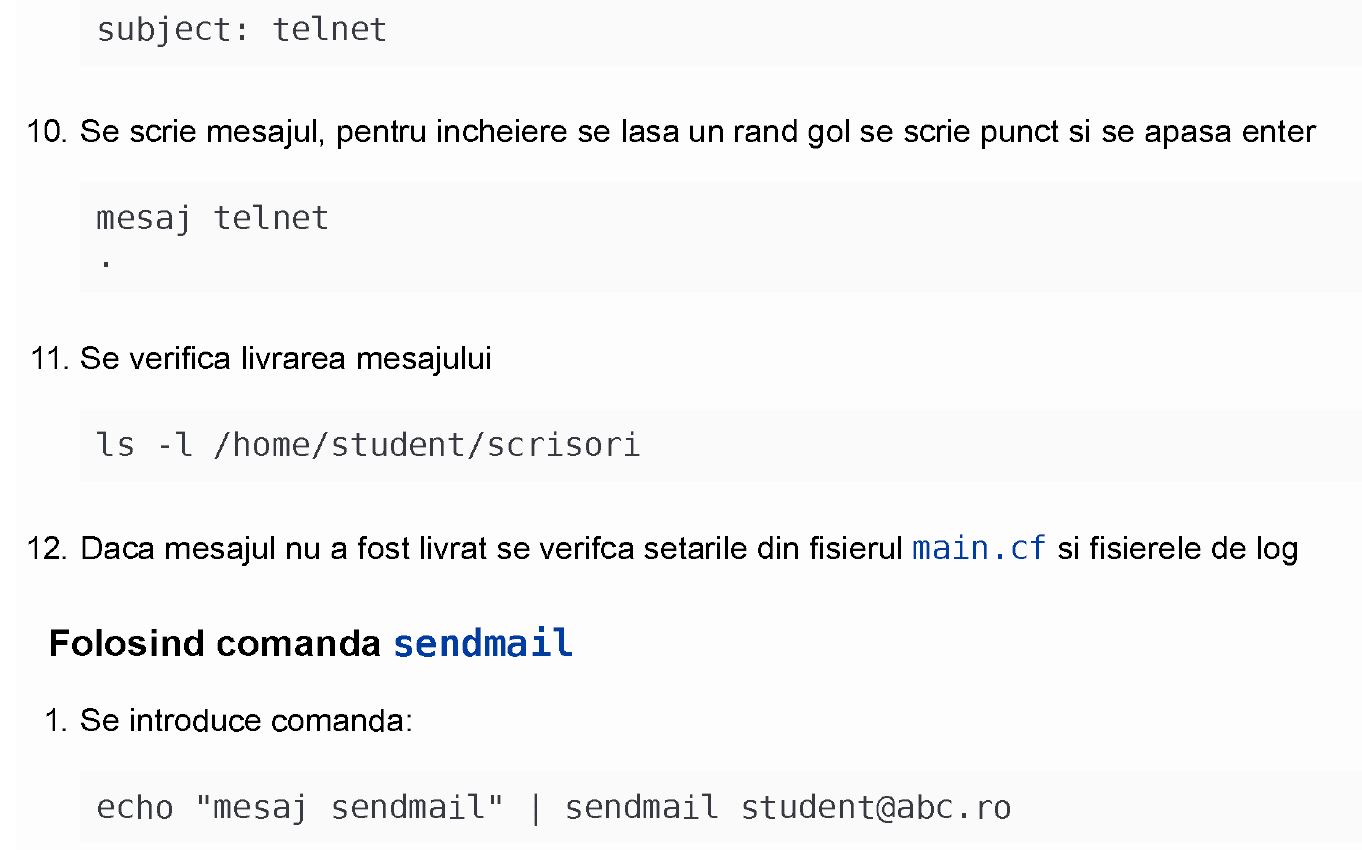 subject: telnet
10. Se scrie mesajul, pentru incheiere se lasa un rand gol se scrie punct si se apasa enter
mesaj telnet
.
11. Se verifica livrarea mesajului
ls -l /home/student/scrisori
12. Daca mesajul nu a fost livrat se verifca setarile din fisierul main.cf si fisierele de log
Folosind comanda sendmail
1. Se introduce comanda:
echo "mesaj sendmail" | sendmail student@abc.ro